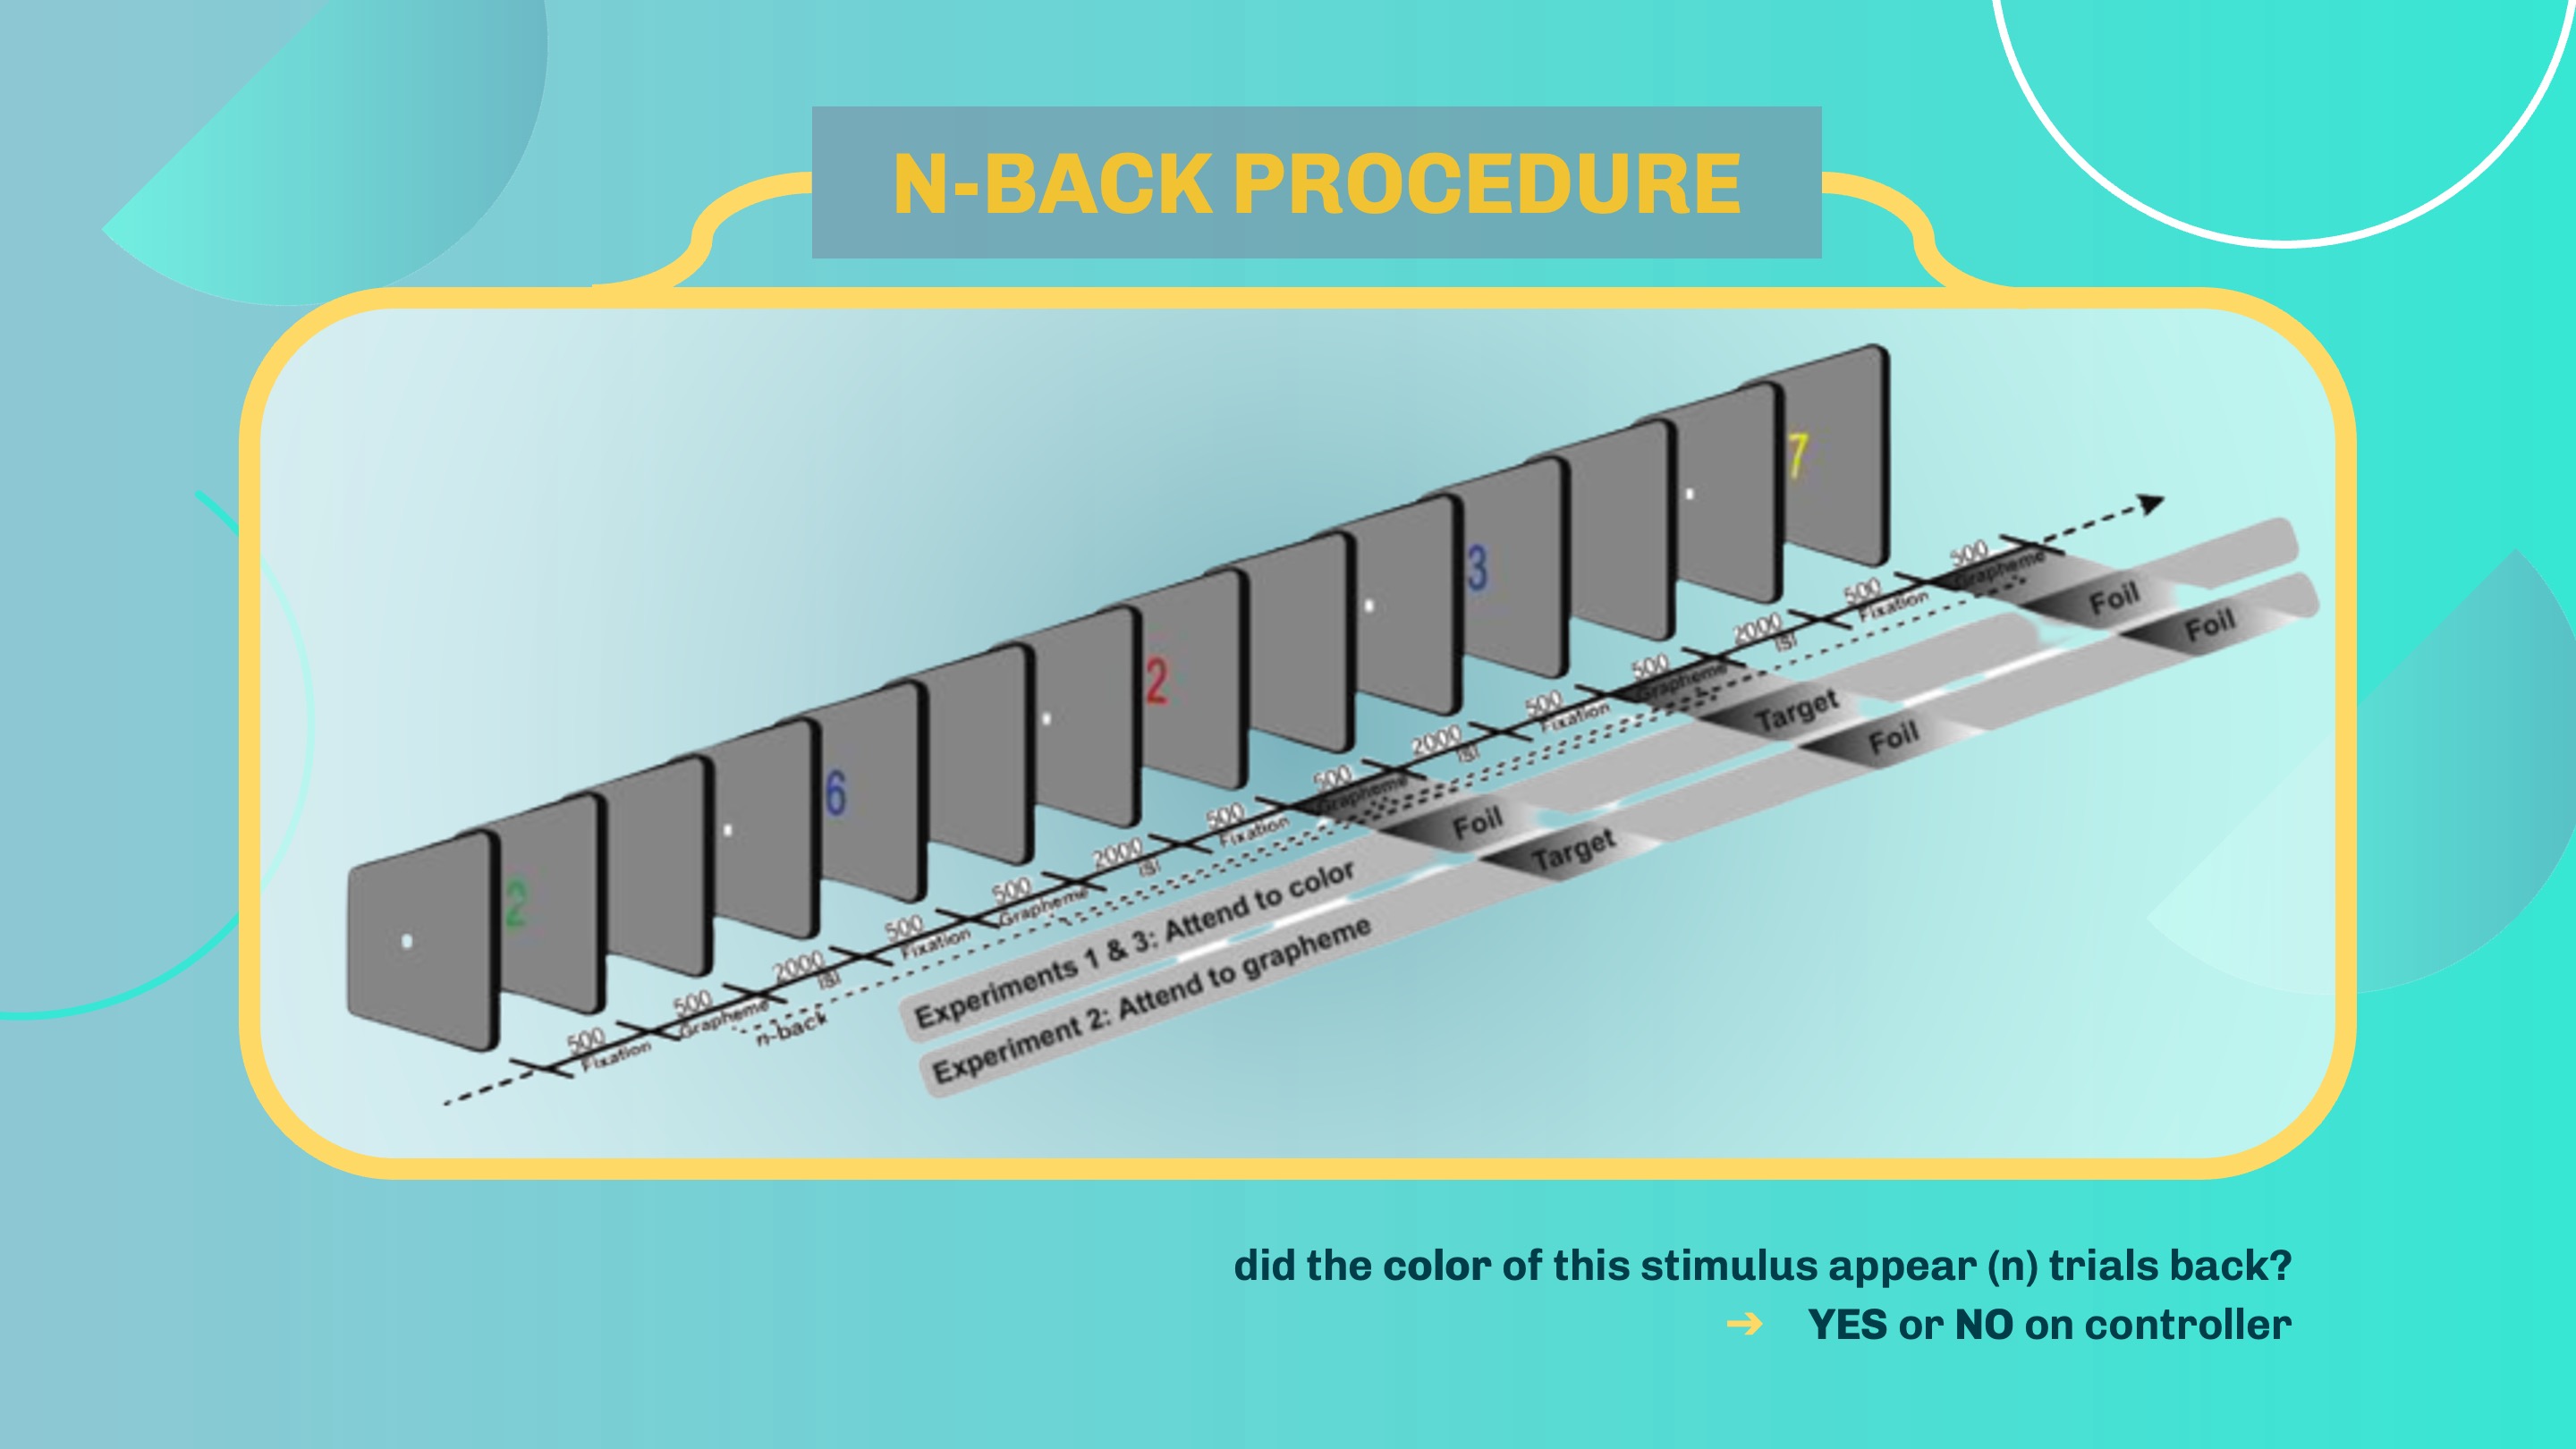 N-BACK PROCEDURE
2
6
2
3
7
500
Fixation
500
Grapheme
2000
ISI
500
Fixation
500
Grapheme
2000
ISI
500
Fixation
500
Grapheme
2000
ISI
500
Fixation
500
Grapheme
2000
ISI
500
Fixation
500
Grapheme
n-back
Experiments 1 & 3: Attend to color
Foil
Target
Foil
Experiment 2: Attend to grapheme
Target
Foil
Foil
did the color of this stimulus appear (n) trials back?
➔ YES or NO on controller